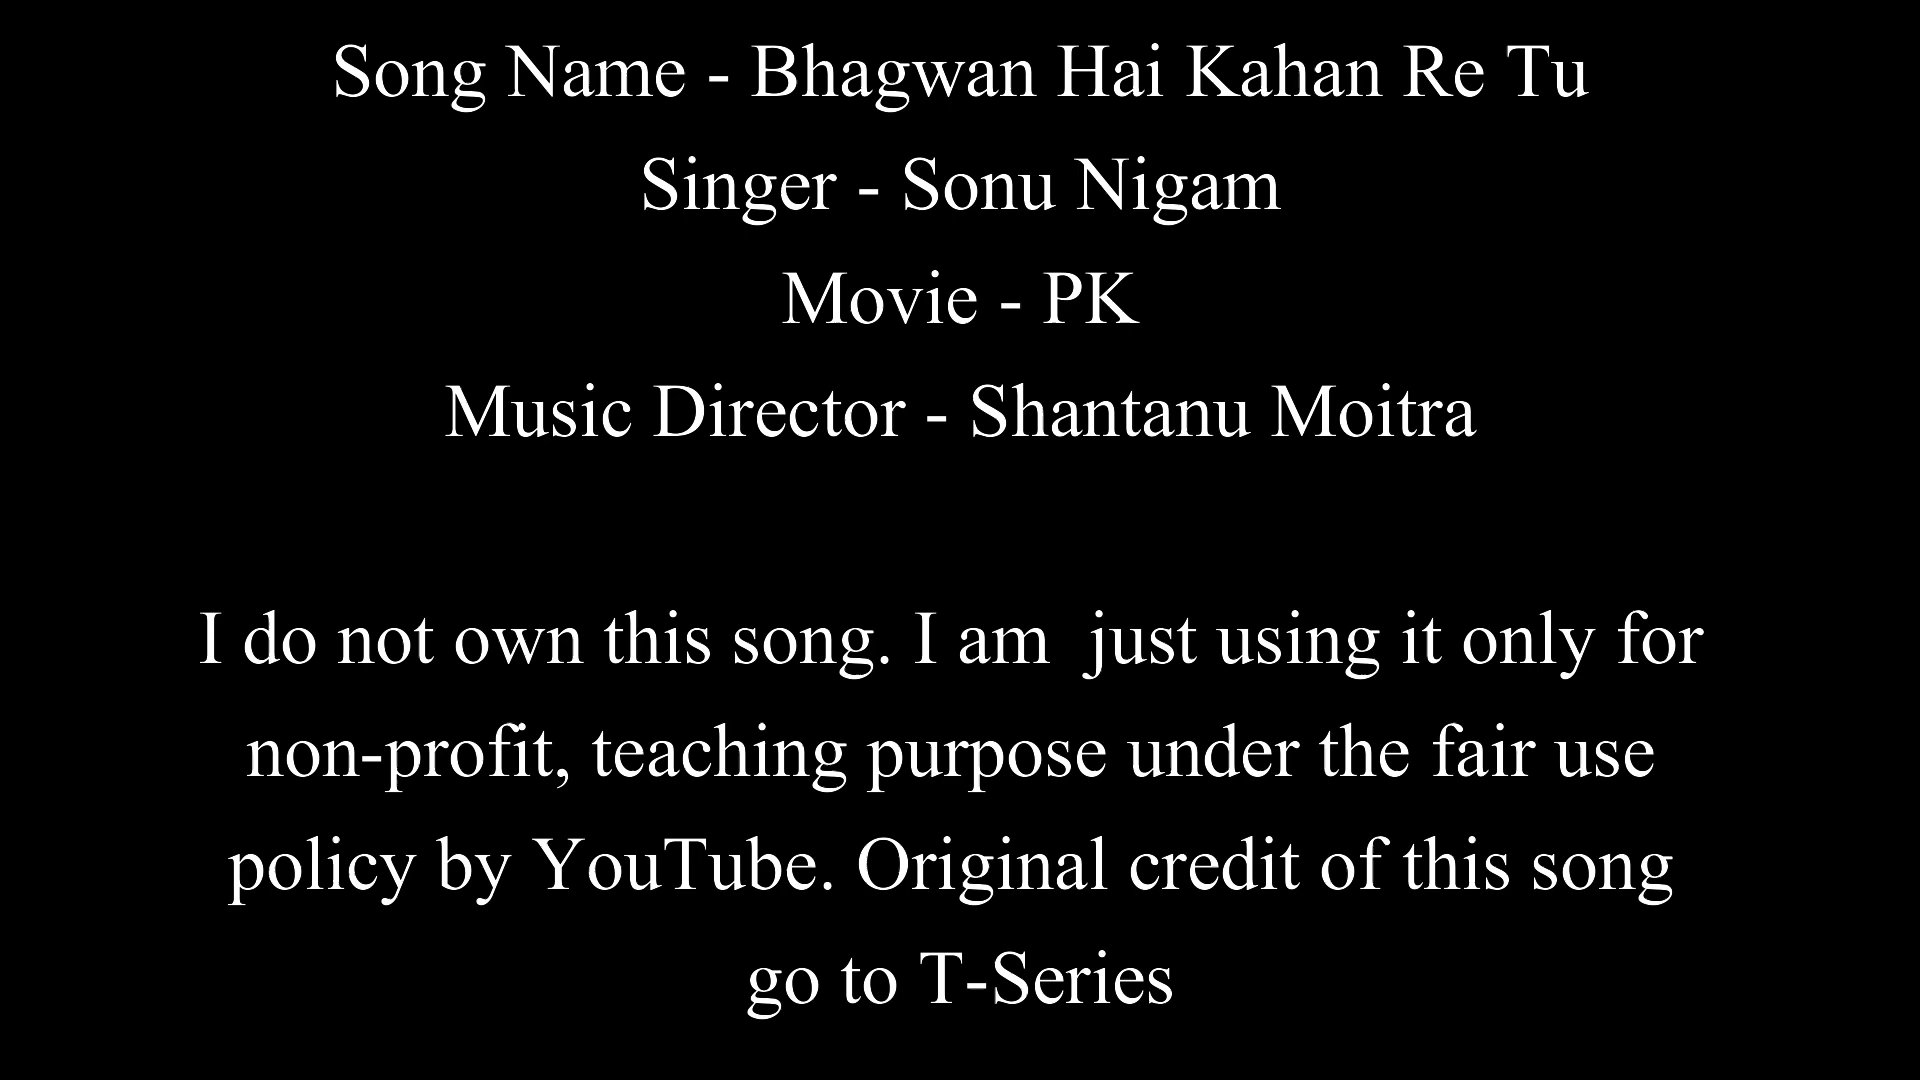 Song Name - Bhagwan Hai Kahan Re Tu
Singer - Sonu Nigam
Movie - PK
Music Director - Shantanu Moitra
I do not own this song. I am  just using it only for
non-profit, teaching purpose under the fair use
policy by YouTube. Original credit of this song
go to T-Series